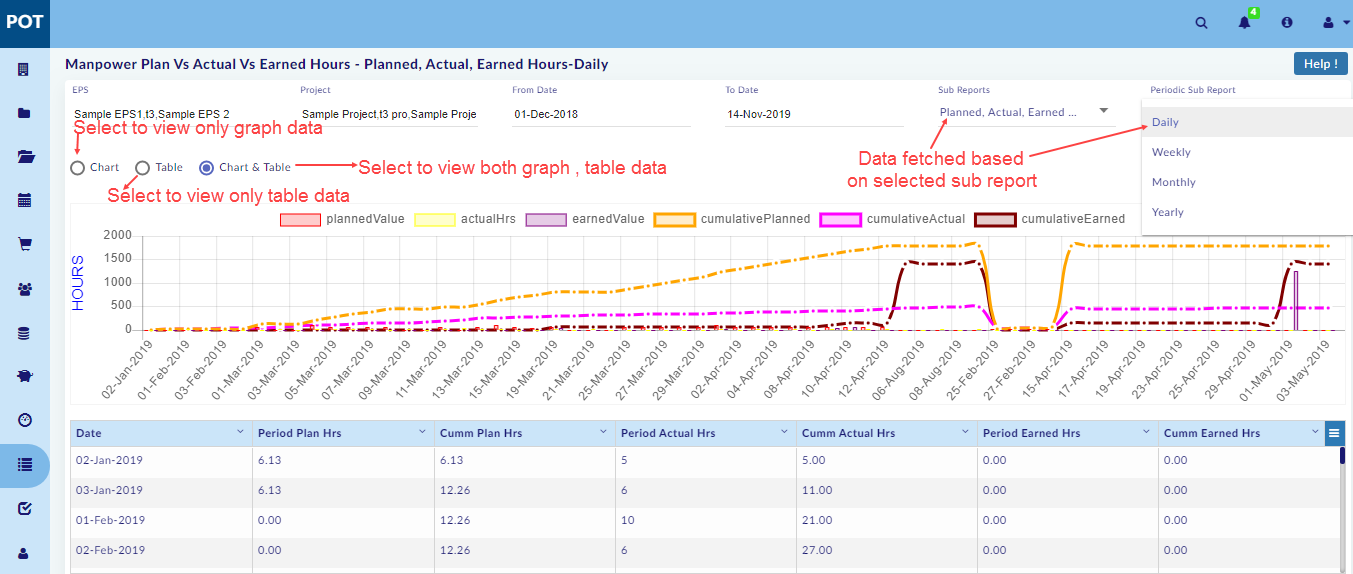 POT
4
Manpower Plan Vs Actual Vs Earned Hours - Planned, Actual, Earned Hours-Daily
Help !
EPS
Project
From Date
To Date
Sub Reports
Periodic Sub Report
Sample EPS1,t3,Sample EPS 2
Sample Project,t3 pro,Sample Proje
01-Dec-2018
14-Nov-2019
Planned, Actual, Earned ...
Daily
Weekly
Monthly
Yearly
Select to view only graph data
Chart
Table
Chart & Table
Select to view both graph , table data
Select to view only table data
Data fetched based
on selected sub report
plannedValue
actualHrs
earnedValue
cumulativePlanned
cumulativeActual
cumulativeEarned
HOURS
2000
1500
1000
500
0
02-Jan-2019
01-Feb-2019
03-Feb-2019
01-Mar-2019
03-Mar-2019
05-Mar-2019
07-Mar-2019
09-Mar-2019
11-Mar-2019
13-Mar-2019
15-Mar-2019
17-Mar-2019
19-Mar-2019
21-Mar-2019
23-Mar-2019
25-Mar-2019
27-Mar-2019
29-Mar-2019
31-Mar-2019
02-Apr-2019
04-Apr-2019
08-Apr-2019
10-Apr-2019
12-Apr-2019
06-Aug-2019
08-Aug-2019
25-Feb-2019
27-Feb-2019
15-Apr-2019
17-Apr-2019
19-Apr-2019
23-Apr-2019
25-Apr-2019
29-Apr-2019
01-May-2019
03-May-2019
Date Period Plan Hrs Cumm Plan Hrs Period Actual Hrs Cumm Actual Hrs Period Earned Hrs Cumm Earned Hrs
02-Jan-2019 6.13 6.13 5 5.00 0.00 0.00
03-Jan-2019 6.13 12.26 6 11.00 0.00 0.00
01-Feb-2019 0.00 12.26 10 21.00 0.00 0.00
02-Feb-2019 0.00 12.26 6 27.00 0.00 0.00